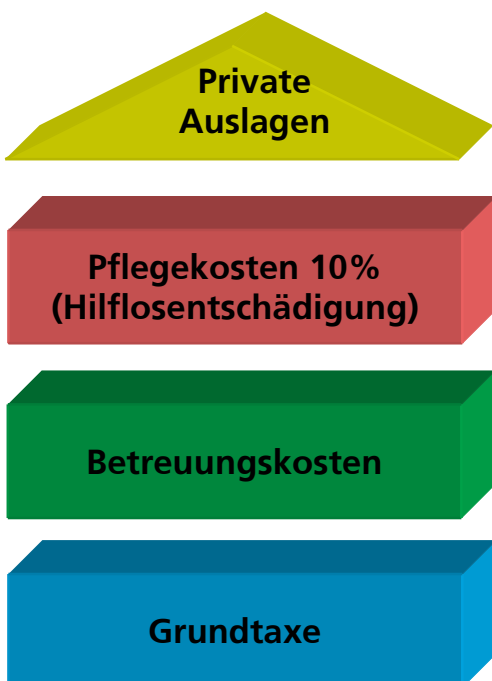 Private
Auslagen
Pflegekosten 10%
(Hilflosentschädigung)
Betreuungskosten
Grundtaxe